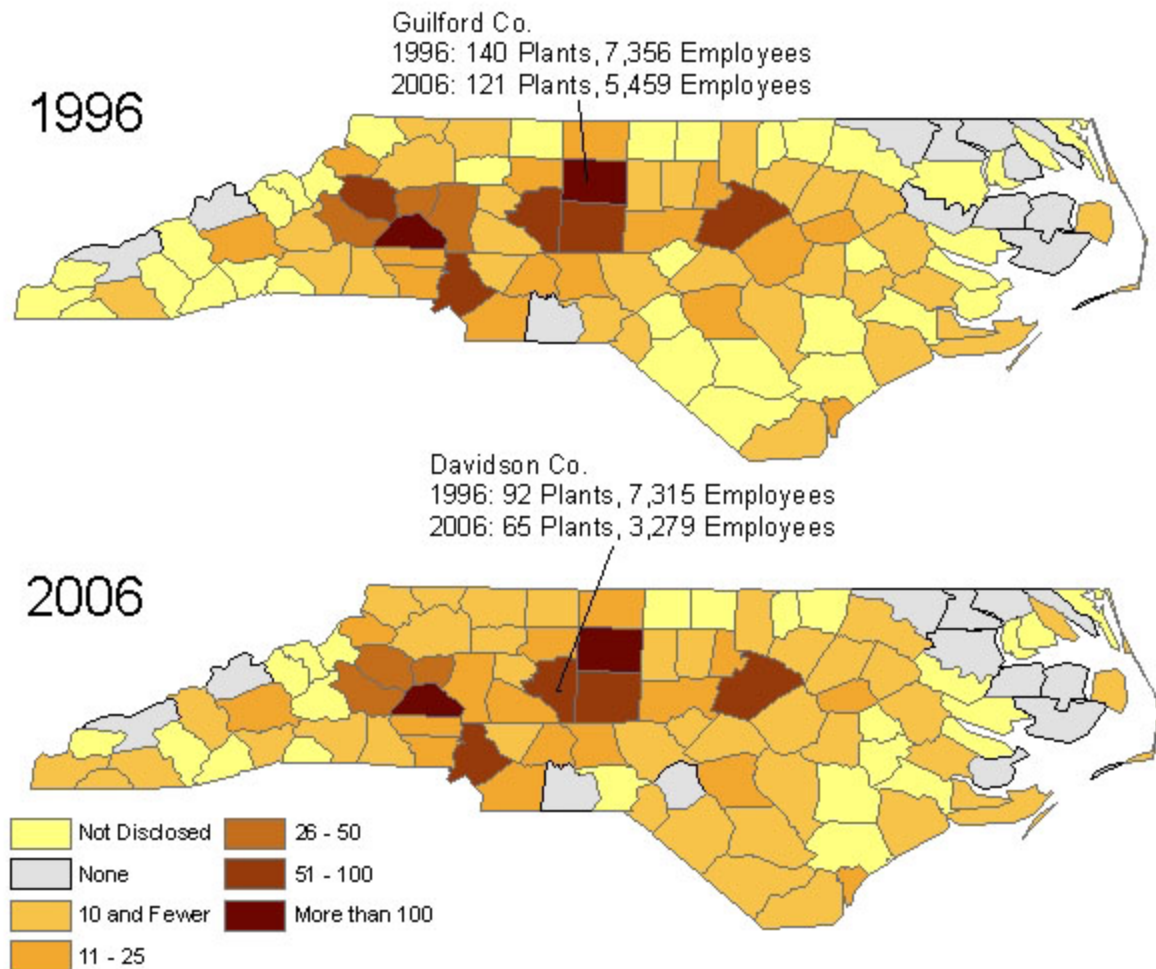 Guilford Co.
1996: 140 Plants, 7,356 Employees
2006: 121 Plants, 5,459 Employees
1996
Davidson Co.
1996: 92 Plants, 7,315 Employees
2006: 65 Plants, 3,279 Employees
2006
Not Disclosed
None
10 and Fewer
11 - 25
26 - 50
51 - 100
More than 100